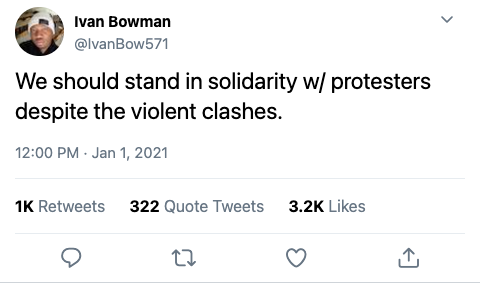 Ivan Bowman
@IvanBow571
We should stand in solidarity w/ protesters
despite the violent clashes.
12:00 PM · Jan 1, 2021
1K Retweets 322 Quote Tweets 3.2K Likes